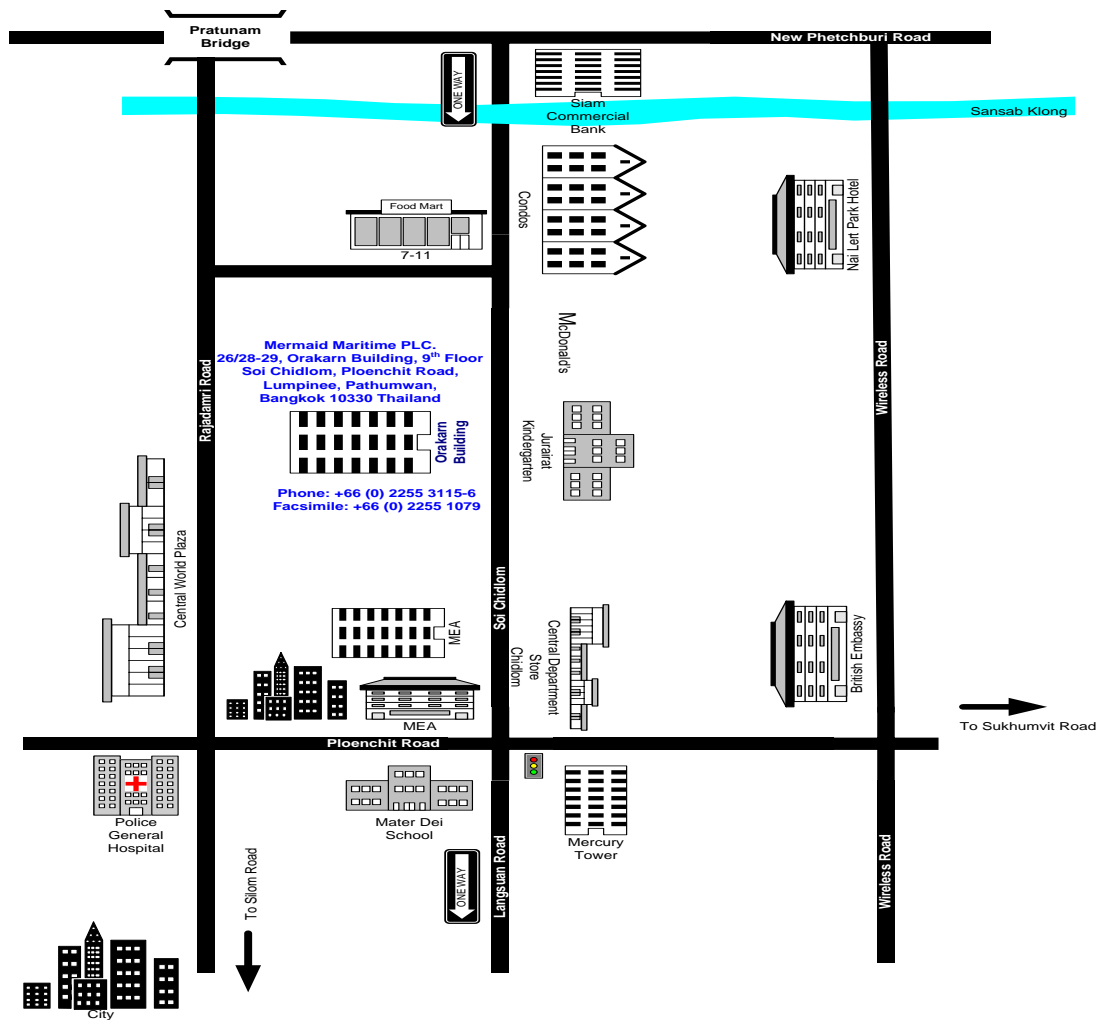 Pratunam
Bridge
New Phetchburi Road
ONE WAY
Siam
Commercial
Bank
Sansab Klong
Food Mart
7-11
Condos
Nai Lert Park Hotel
McDonald's
Mermaid Maritime PLC.
26/28-29, Orakarn Building, 9th Floor
Soi Chidlom, Ploenchit Road,
Lumpinee, Pathumwan,
Bangkok 10330 Thailand
Rajadamri Road
Wireless Road
Orakarn
Building
Jurairat
Kindergarten
Phone: +66 (0) 2255 3115-6
Facsimile: +66 (0) 2255 1079
Central World Plaza
Soi Chidlom
MEA
Central Department
Store
Chidlom
British Embassy
MEA
To Sukhumvit Road
Ploenchit Road
Police
General
Hospital
Mater Dei
School
Mercury
Tower
To Silom Road
ONE WAY
Langsuan Road
Wireless Road
City